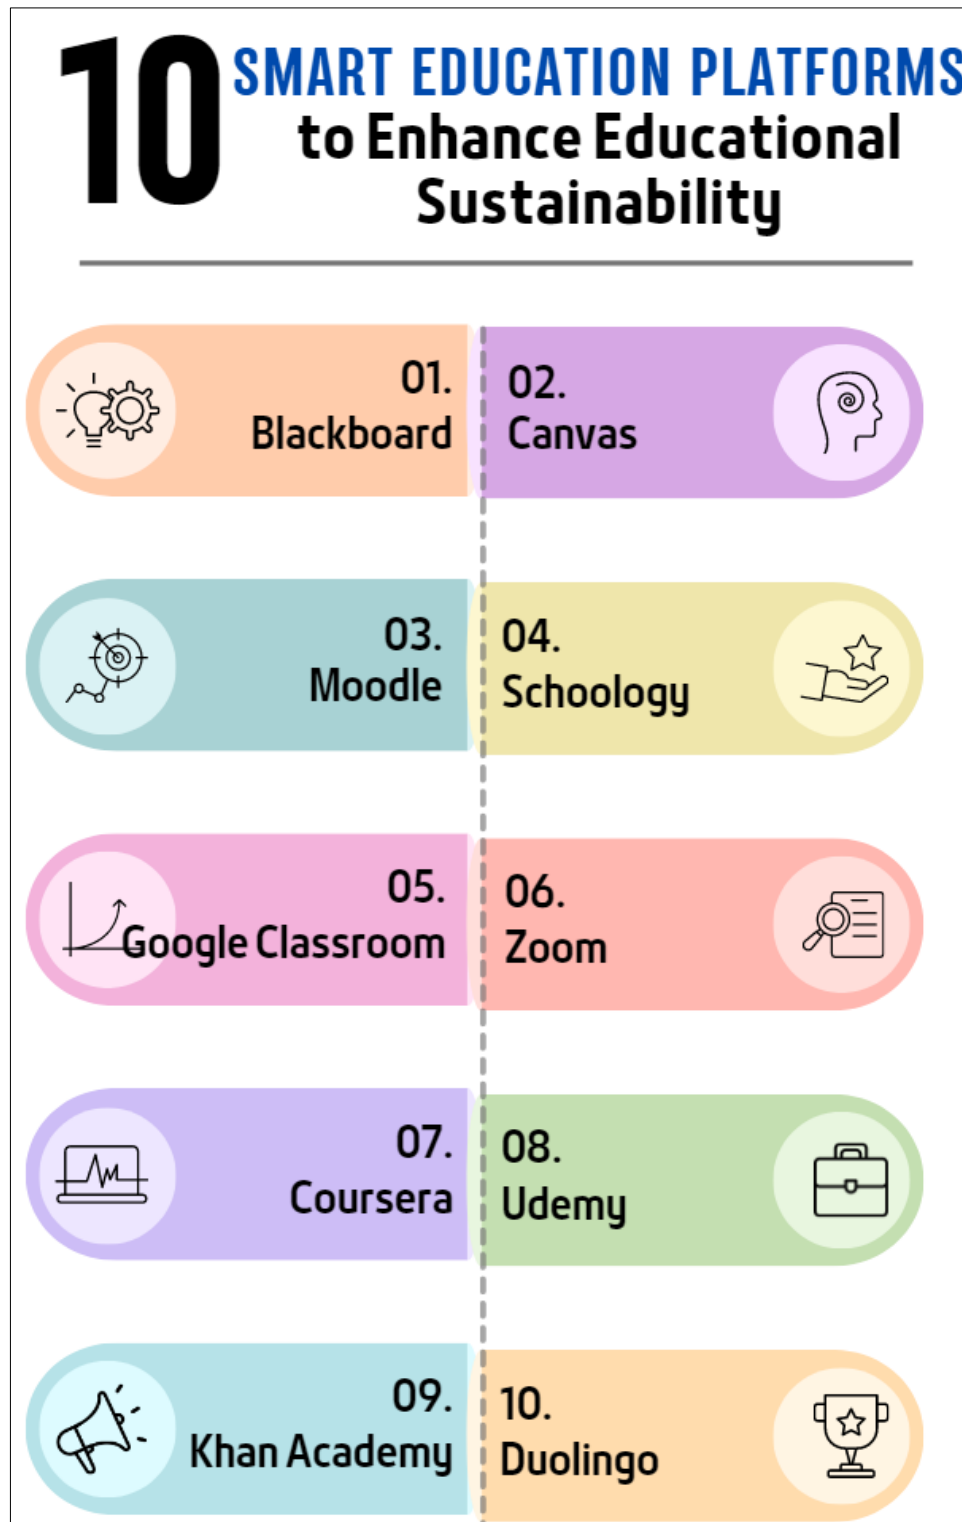 10
SMART EDUCATION PLATFORMS
to Enhance Educational
Sustainability
01.
Blackboard
02.
Canvas
03.
Moodle
04.
Schoology
05.
Google Classroom
06.
Zoom
07.
Coursera
08.
Udemy
09.
Khan Academy
10.
Duolingo